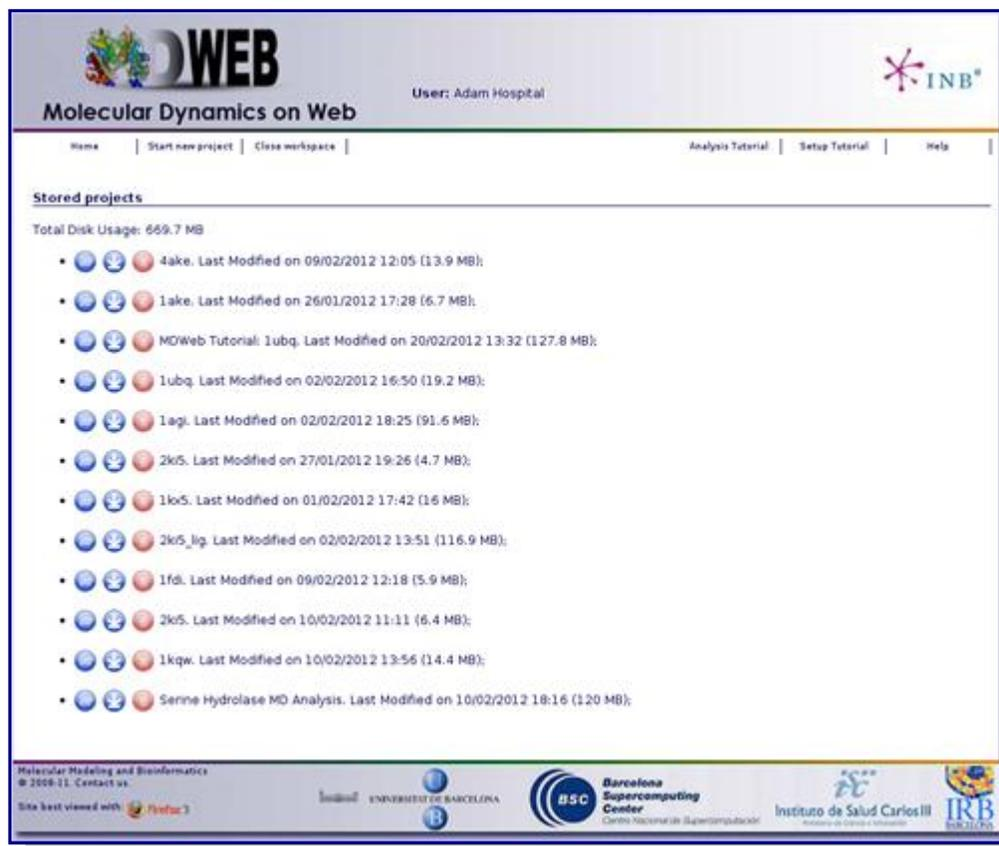 MDWEB
Molecular Dynamics on Web
User: Adam Hospital
INB
Home | Start new project | Close workspace |
Analysis Tutorial | Setup Tutorial | Help |
Stored projects
Total Disk Usage: 669.7 MB
• 4ake. Last Modified on 09/02/2012 12:05 (13.9 MB);
• 1ake. Last Modified on 26/01/2012 17:28 (6.7 MB);
• MDWeb Tutorial: 1ubq. Last Modified on 20/02/2012 13:32 (127.8 MB);
• 1ubq. Last Modified on 02/02/2012 16:50 (19.2 MB);
• 1agi. Last Modified on 02/02/2012 18:25 (91.6 MB);
• 2ki5. Last Modified on 27/01/2012 19:26 (4.7 MB);
• 1kx5. Last Modified on 01/02/2012 17:42 (16 MB);
• 2ki5_lig. Last Modified on 02/02/2012 13:51 (116.9 MB);
• 1fdi. Last Modified on 09/02/2012 12:18 (5.9 MB);
• 2ki5. Last Modified on 10/02/2012 11:11 (6.4 MB);
• 1kqw. Last Modified on 10/02/2012 13:56 (14.4 MB);
• Serine Hydrolase MD Analysis. Last Modified on 10/02/2012 18:16 (120 MB);
Molecular Modeling and Bioinformatics
© 2008-11. Contact us.
Site best viewed with: Firefox 3
UNIVERSITAT DE BARCELONA
U
B
BSC
Barcelona
Supercomputing
Center
Centro Nacional de Supercomputación
Instituto de Salud Carlos III
IRB
BARCELONA